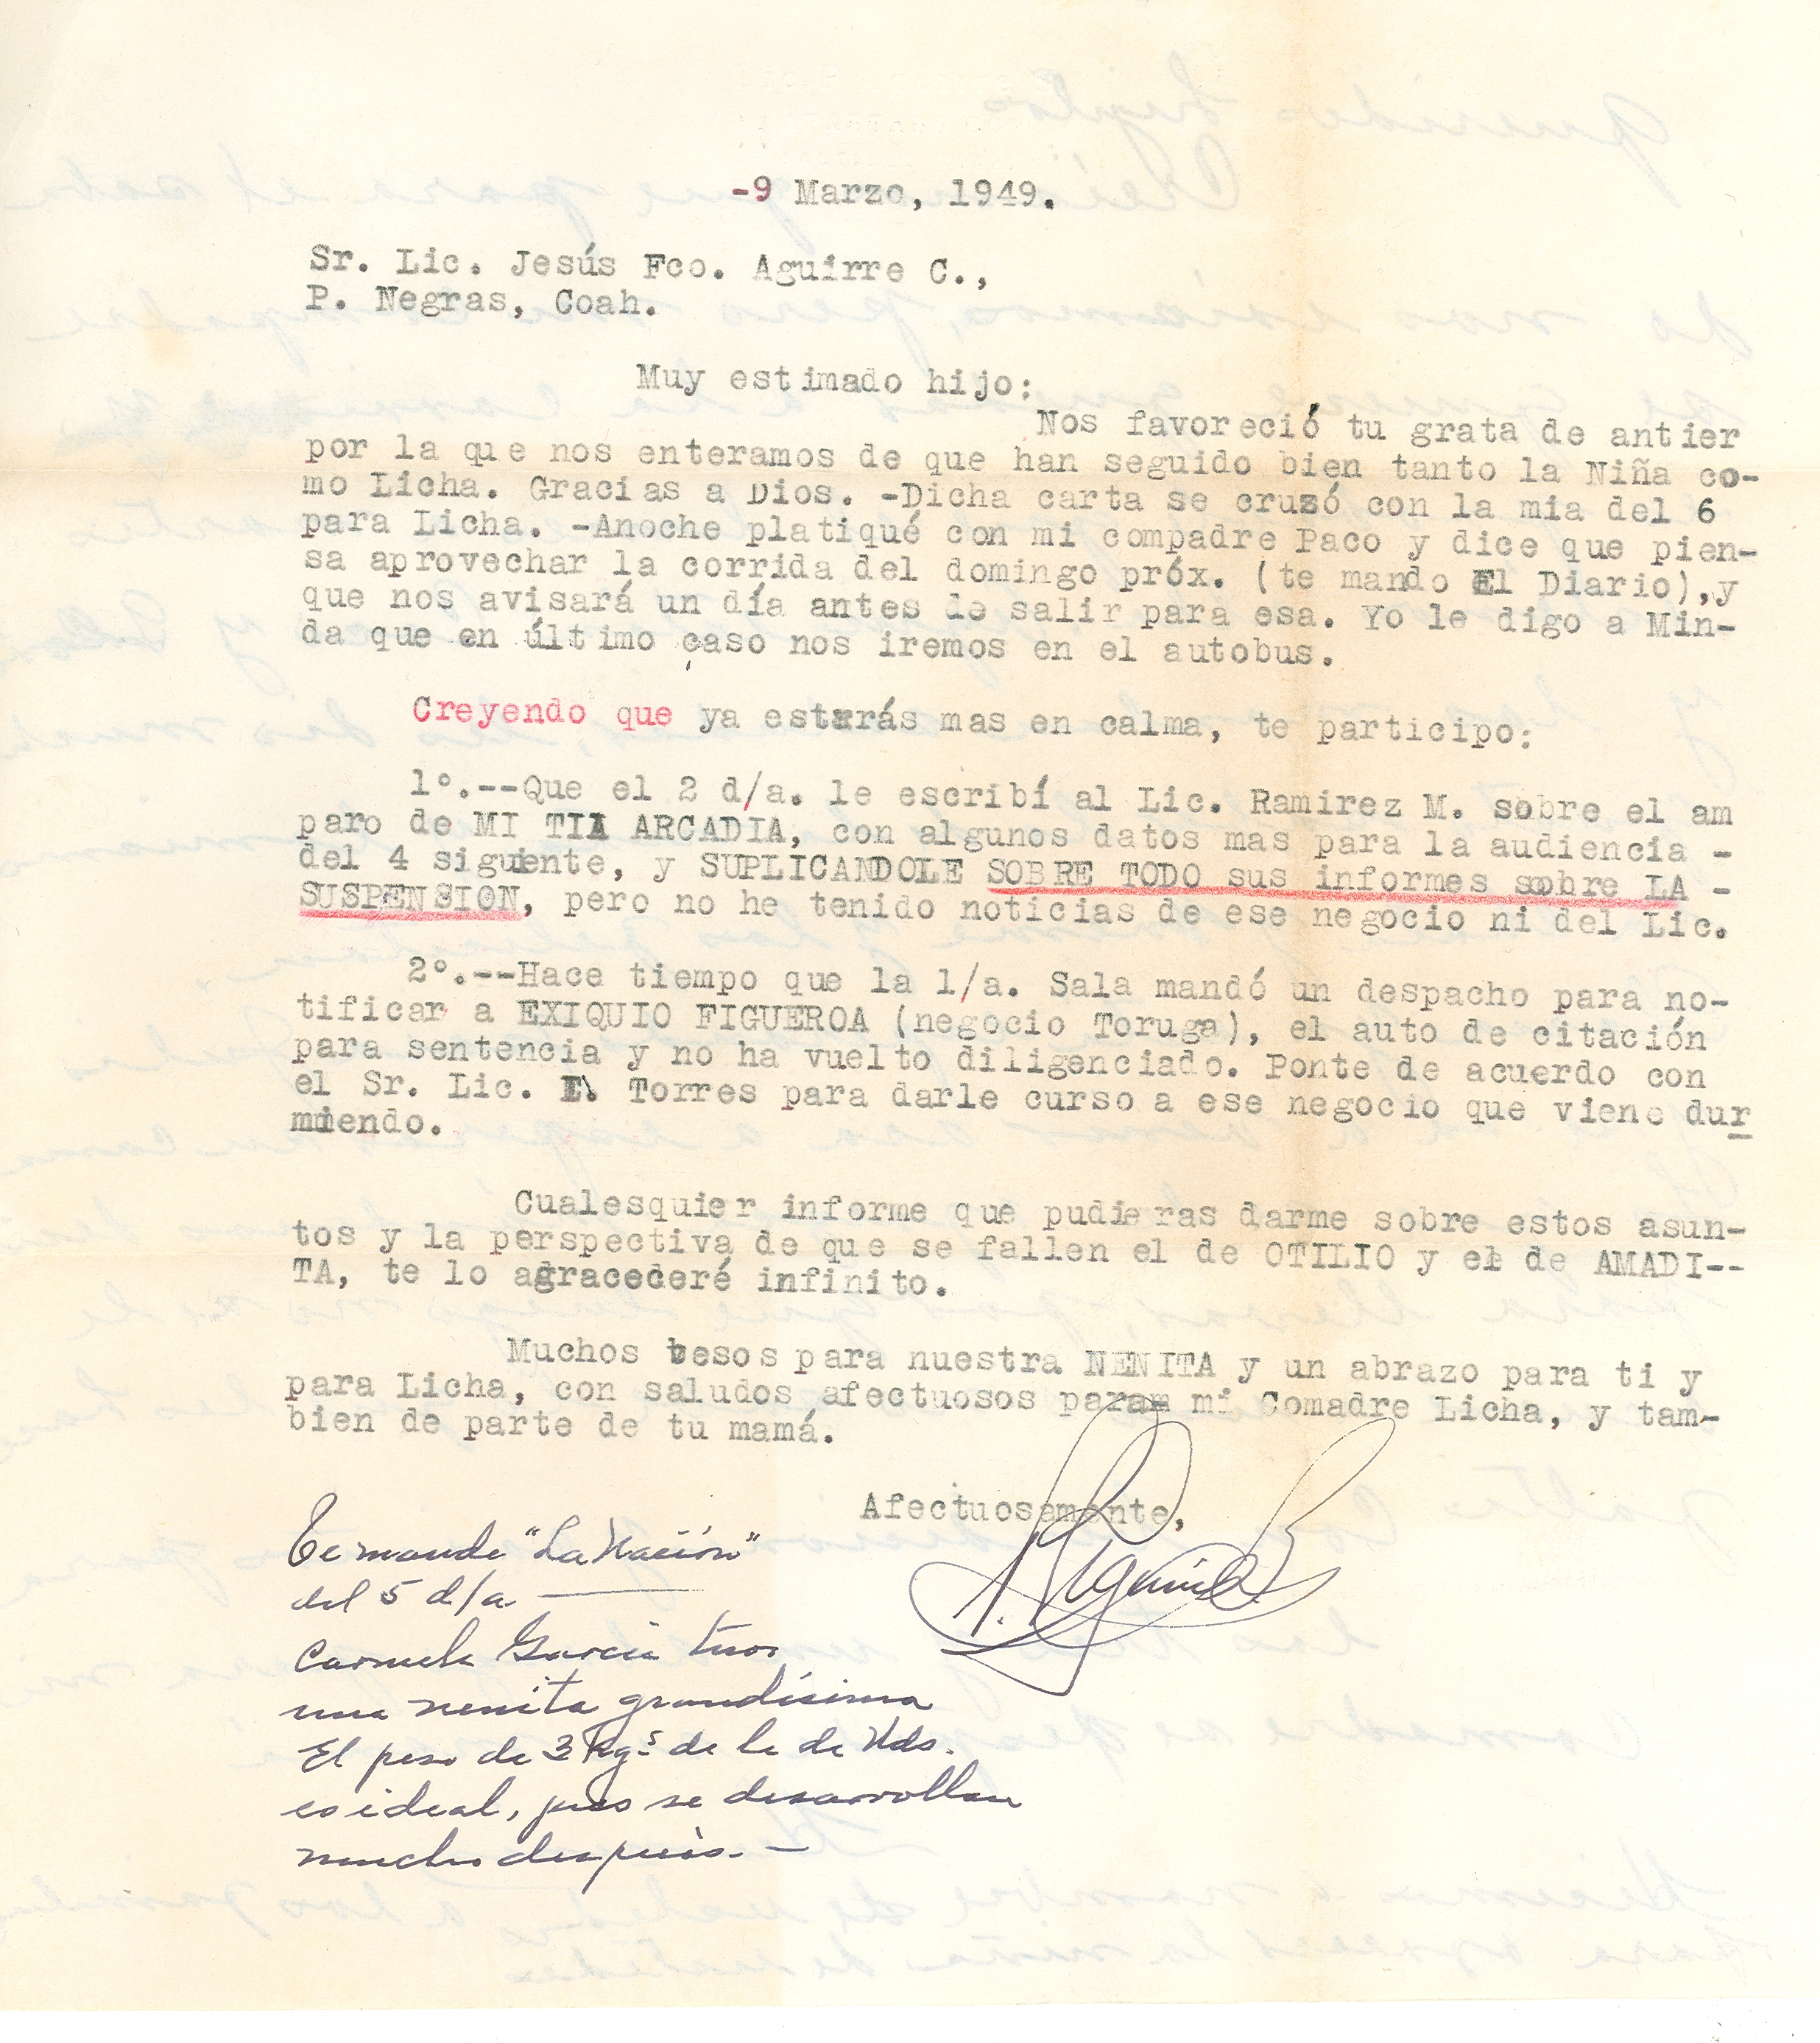 -9 Marzo, 1949.
Sr. Lic. Jesús Fco. Aguirre C.,
P. Negras, Coah.
Muy estimado hijo:
Nos favoreció tu grata de antier
por la que nos enteramos de que han seguido bien tanto la Niña co-
mo Licha. Gracias a Dios. -Dicha carta se cruzó con la mia del 6
para Licha. -Anoche platiqué con mi compadre Paco y dice que pien-
sa aprovechar la corrida del domingo próx. (te mando El Diario),y
que nos avisará un día antes de salir para esa. Yo le digo a Min-
da que en último caso nos iremos en el autobus.
Creyendo que ya estarás mas en calma, te participo:
1°.--Que el 2 d/a. le escribí al Lic. Ramirez M. sobre el am
paro de MI TIA ARCADIA, con algunos datos mas para la audiencia -
del 4 siguiente, y SUPLICANDOLE SOBRE TODO sus informes sobre LA -
SUSPENSION, pero no he tenido noticias de ese negocio ni del Lic.
2°.--Hace tiempo que la 1/a. Sala mandó un despacho para no-
tificar a EXIQUIO FIGUEROA (negocio Toruga), el auto de citación
para sentencia y no ha vuelto diligenciado. Ponte de acuerdo con
el Sr. Lic. E. Torres para darle curso a ese negocio que viene dur
miendo.
Cualesquier informe que pudieras darme sobre estos asun-
tos y la perspectiva de que se fallen el de OTILIO y el de AMADI--
TA, te lo agraceceré infinito.
Muchos besos para nuestra NENITA y un abrazo para ti y
para Licha, con saludos afectuosos para mi Comadre Licha, y tam-
bien de parte de tu mamá.
Afectuosamente,
Te mande "La Nación"
del 5 d/a.
Carmela Garcia tuvo
una nenita grandísima
El peso de 3 Kgs de la de Uds.
es ideal, pues se desarrollan
mucho despues. -